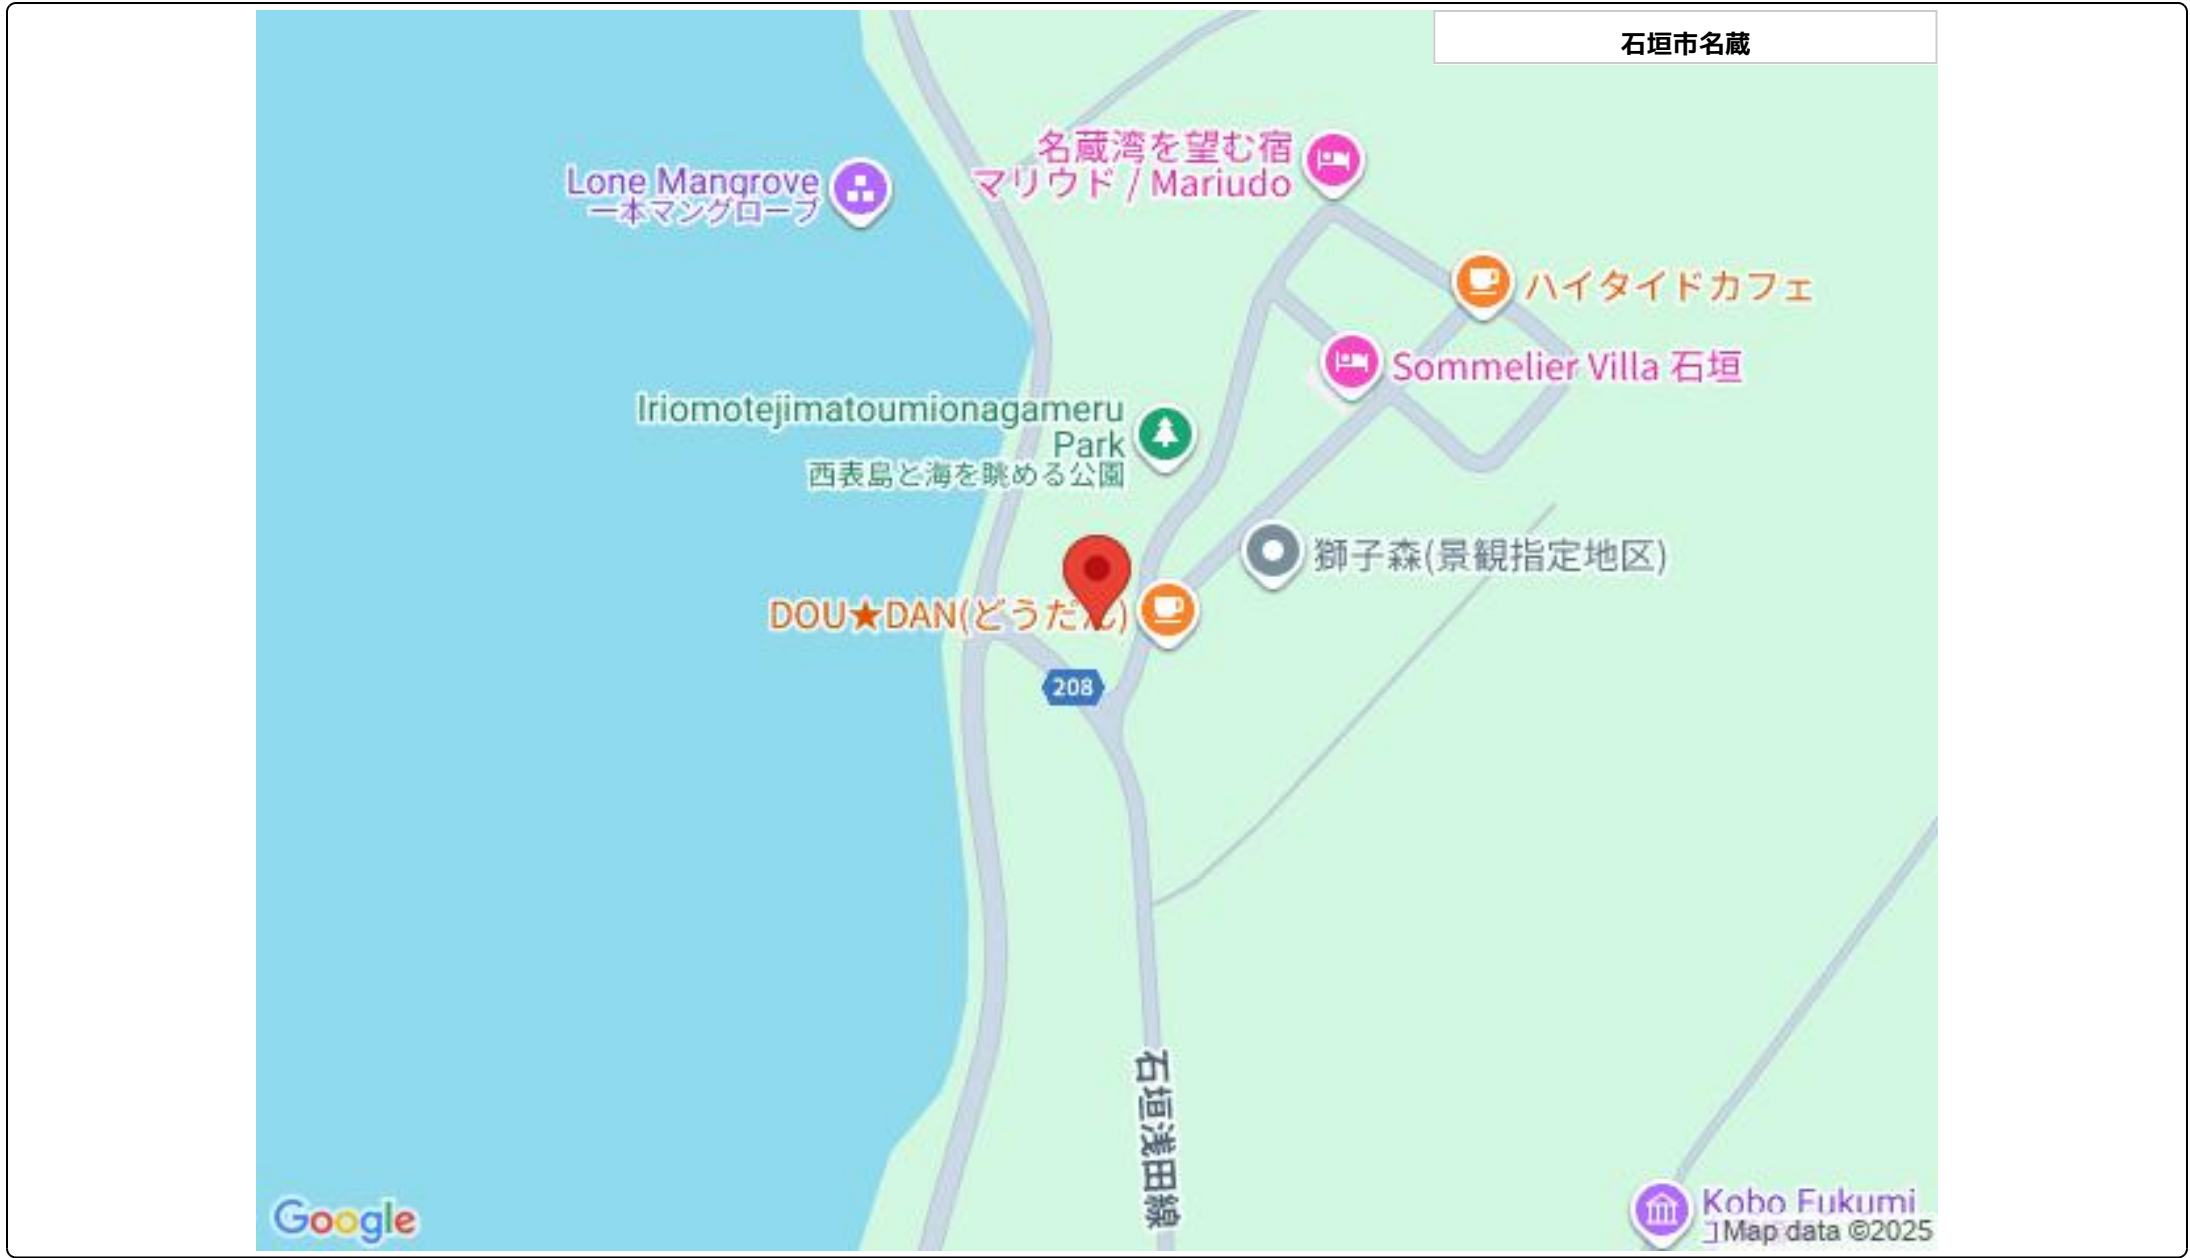 石垣市名蔵
名蔵湾を望む宿
マリウド / Mariudo
Lone Mangrove
一本マングローブ
ハイタイドカフェ
Sommelier Villa 石垣
Iriomotejimatoumionagameru
Park
西表島と海を眺める公園
獅子森(景観指定地区)
DOU★DAN(どうだん)
208
石垣浅田線
Kobo Fukumi
Google
Map data ©2025